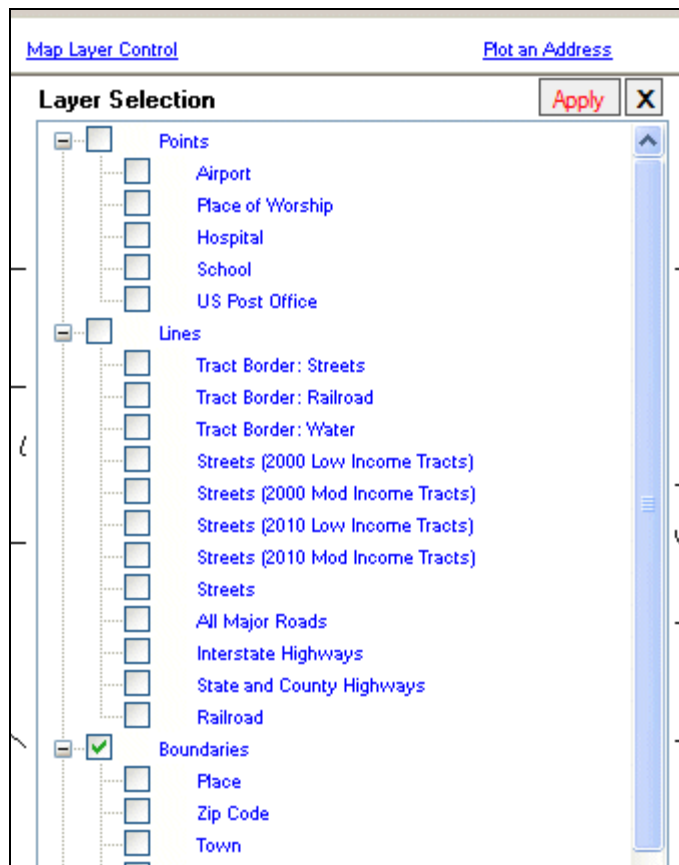 Map Layer Control Plot an Address
Layer Selection Apply X
Points
Airport
Place of Worship
Hospital
School
US Post Office
Lines
Tract Border: Streets
Tract Border: Railroad
Tract Border: Water
Streets (2000 Low Income Tracts)
Streets (2000 Mod Income Tracts)
Streets (2010 Low Income Tracts)
Streets (2010 Mod Income Tracts)
Streets
All Major Roads
Interstate Highways
State and County Highways
Railroad
Boundaries
Place
Zip Code
Town